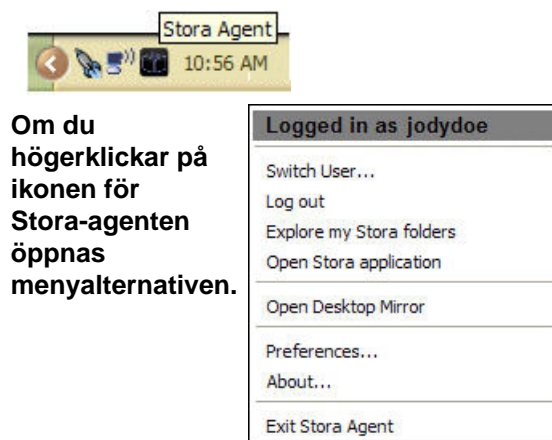 Stora Agent
10:56 AM
Om du
högerklickar på
ikonen för
Stora-agenten
öppnas
menyalternativen.
Logged in as jodydoe
Switch User...
Log out
Explore my Stora folders
Open Stora application
Open Desktop Mirror
Preferences...
About...
Exit Stora Agent